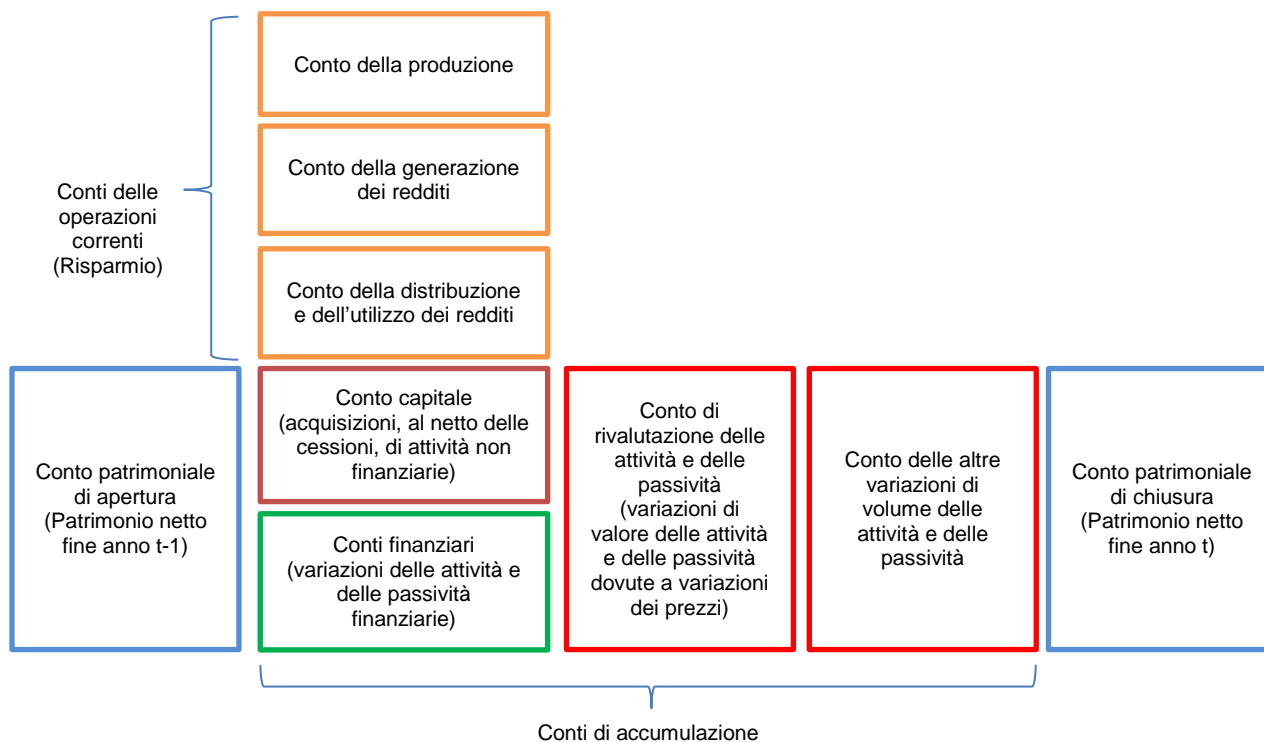 Conto della produzione
Conto della generazione
dei redditi
Conti delle
operazioni
correnti
(Risparmio)
Conto della distribuzione
e dell'utilizzo dei redditi
Conto patrimoniale
di apertura
(Patrimonio netto
fine anno t-1)
Conto capitale
(acquisizioni, al netto delle
cessioni, di attività non
finanziarie)
Conti finanziari
(variazioni delle attività e
delle passività
finanziarie)
Conto di
rivalutazione delle
attività e delle
passività
(variazioni di
valore delle attività
e delle passività
dovute a variazioni
dei prezzi)
Conto delle altre
variazioni di
volume delle
attività e delle
passività
Conto patrimoniale
di chiusura
(Patrimonio netto
fine anno t)
Conti di accumulazione